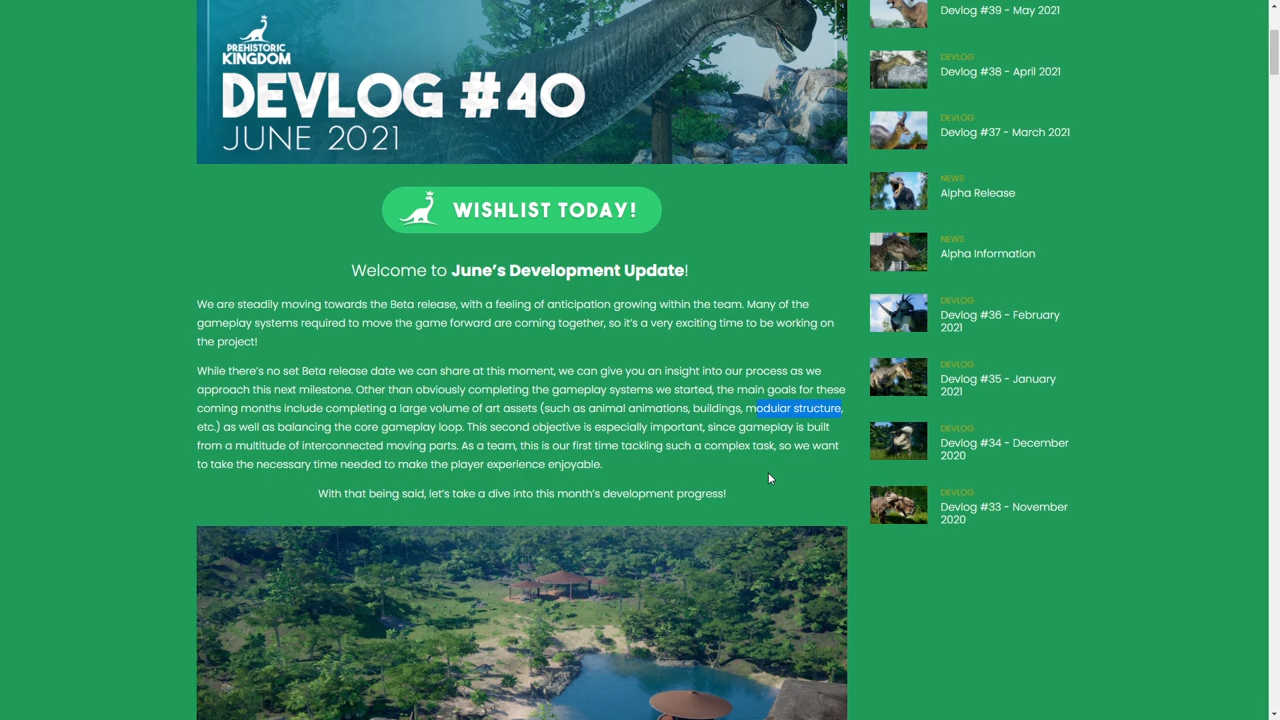 PREHISTORIC
KINGDOM
DEVLOG #40
JUNE 2021
WISHLIST TODAY!
Welcome to June's Development Update!
We are steadily moving towards the Beta release, with a feeling of anticipation growing within the team. Many of the
gameplay systems required to move the game forward are coming together, so it's a very exciting time to be working on
the project!
While there's no set Beta release date we can share at this moment, we can give you an insight into our process as we
approach this next milestone. Other than obviously completing the gameplay systems we started, the main goals for these
coming months include completing a large volume of art assets (such as animal animations, buildings, modular structure,
etc.) as well as balancing the core gameplay loop. This second objective is especially important, since gameplay is built
from a multitude of interconnected moving parts. As a team, this is our first time tackling such a complex task, so we want
to take the necessary time needed to make the player experience enjoyable.
With that being said, let's take a dive into this month's development progress!
Devlog #39 - May 2021
DEVLOG
Devlog #38 - April 2021
DEVLOG
Devlog #37 - March 2021
NEWS
Alpha Release
NEWS
Alpha Information
DEVLOG
Devlog #36 - February
2021
DEVLOG
Devlog #35 - January
2021
DEVLOG
Devlog #34 - December
2020
DEVLOG
Devlog #33 - November
2020